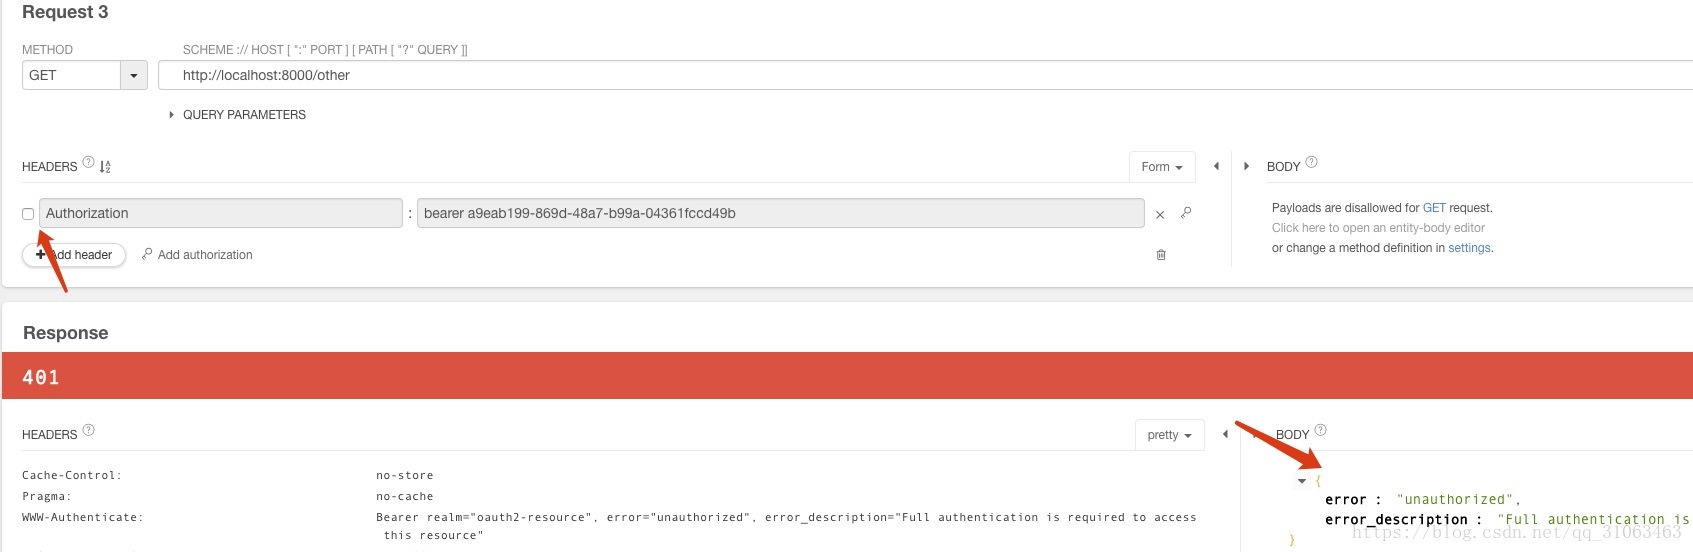 Request 3
METHOD
SCHEME :// HOST [ ":" PORT ] [ PATH [ "?" QUERY ]]
GET
http://localhost:8000/other
QUERY PARAMETERS
HEADERS ?
Form
BODY ?
Authorization : bearer a9eab199-869d-48a7-b99a-04361fccd49b
Payloads are disallowed for GET request.
Click here to open an entity-body editor
or change a method definition in settings.
+ Add header
Add authorization
Response
401
HEADERS ?
pretty
BODY ?
Cache-Control: no-store
Pragma: no-cache
WWW-Authenticate: Bearer realm="oauth2-resource", error="unauthorized", error_description="Full authentication is required to access
this resource"
{
error : "unauthorized",
error_description : "Full authentication is
}
https://blog.csdn.net/qq_31063463